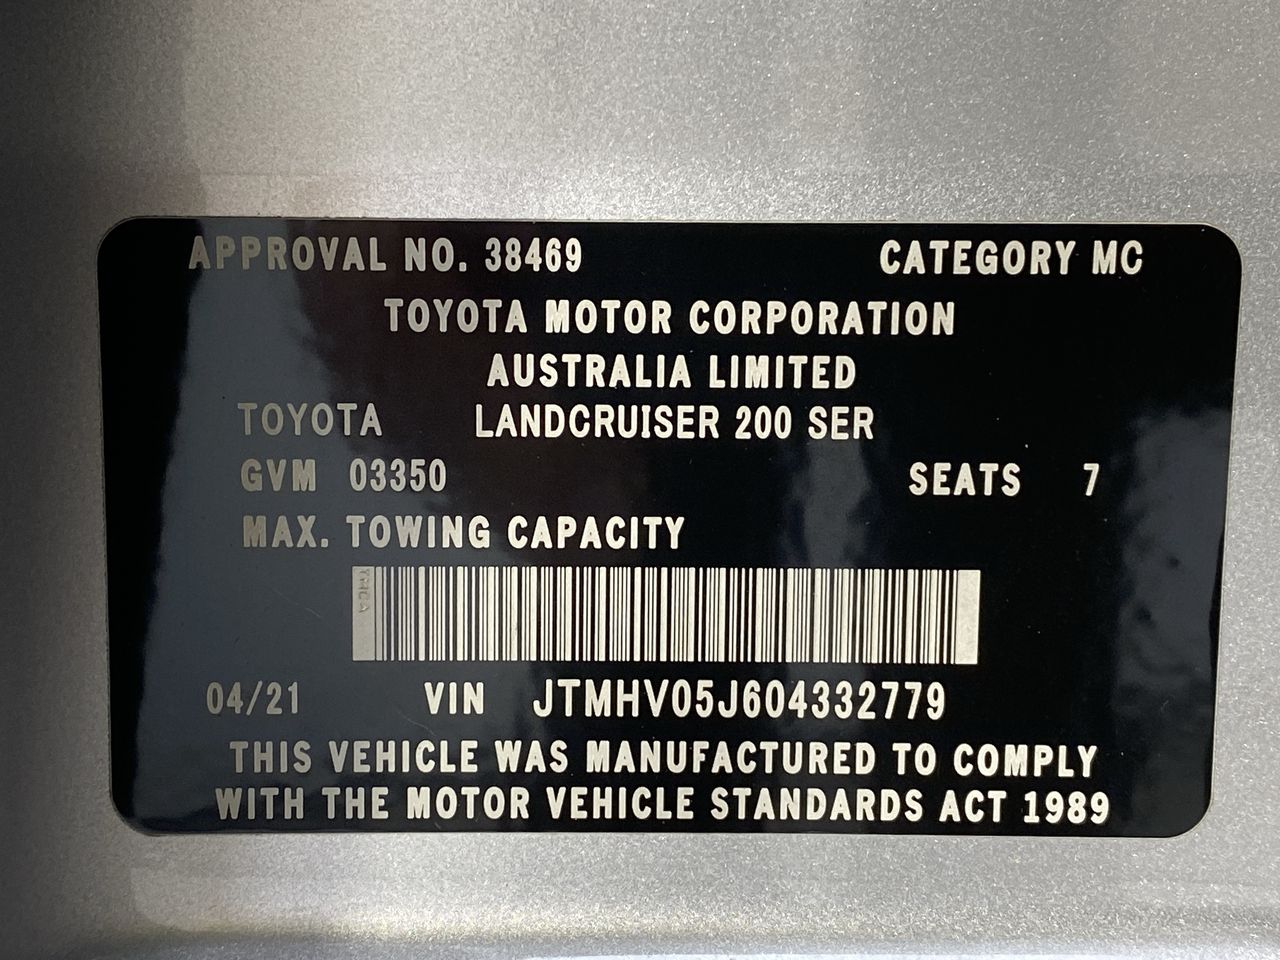 APPROVAL NO. 38469 CATEGORY MC
TOYOTA MOTOR CORPORATION
AUSTRALIA LIMITED
TOYOTA LANDCRUISER 200 SER
GVM 03350 SEATS 7
MAX. TOWING CAPACITY
TMCA
04/21 VIN JTMHV05J604332779
THIS VEHICLE WAS MANUFACTURED TO COMPLY
WITH THE MOTOR VEHICLE STANDARDS ACT 1989